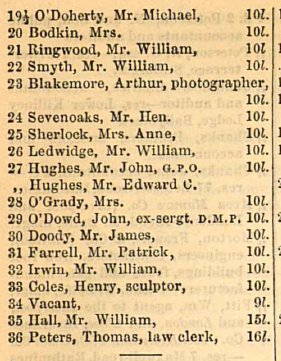 19½ O'Doherty, Mr. Michael, 10l.
20 Bodkin, Mrs. 10l.
21 Ringwood, Mr. William, 10l.
22 Smyth, Mr. William, 10l.
23 Blakemore, Arthur, photographer,
10l.
24 Sevenoaks, Mr. Hen. 10l.
25 Sherlock, Mrs. Anne, 10l.
26 Ledwidge, Mr. William, 10l.
27 Hughes, Mr. John, G.P.O. 10l.
,, Hughes, Mr. Edward C.
28 O'Grady, Mrs. 10l.
29 O'Dowd, John, ex-sergt. D.M.P. 10l.
30 Doody, Mr. James, 10l.
31 Farrell, Mr. Patrick, 10l.
32 Irwin, Mr. William, 10l.
33 Coles, Henry, sculptor, 10l.
34 Vacant, 9l.
35 Hall, Mr. William, 15l.
36 Peters, Thomas, law clerk, 16l.